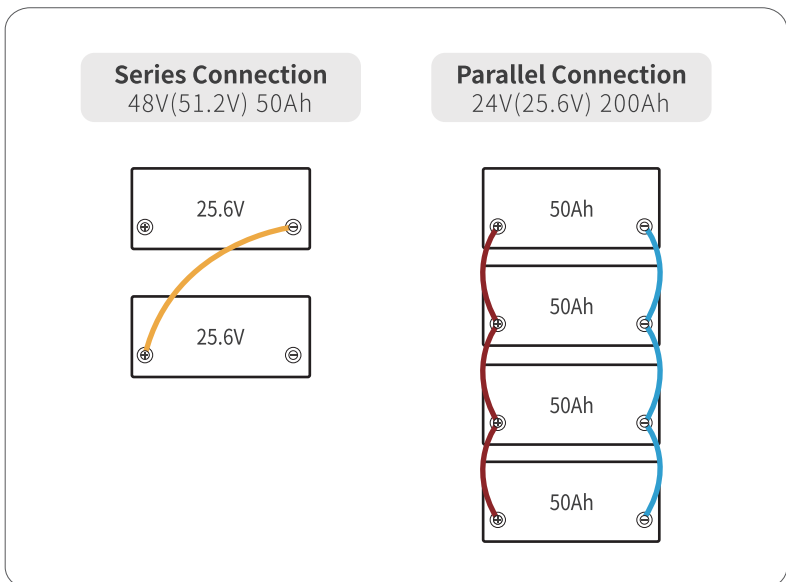 Series Connection
48V(51.2V) 50Ah
25.6V
25.6V
Parallel Connection
24V(25.6V) 200Ah
50Ah
50Ah
50Ah
50Ah